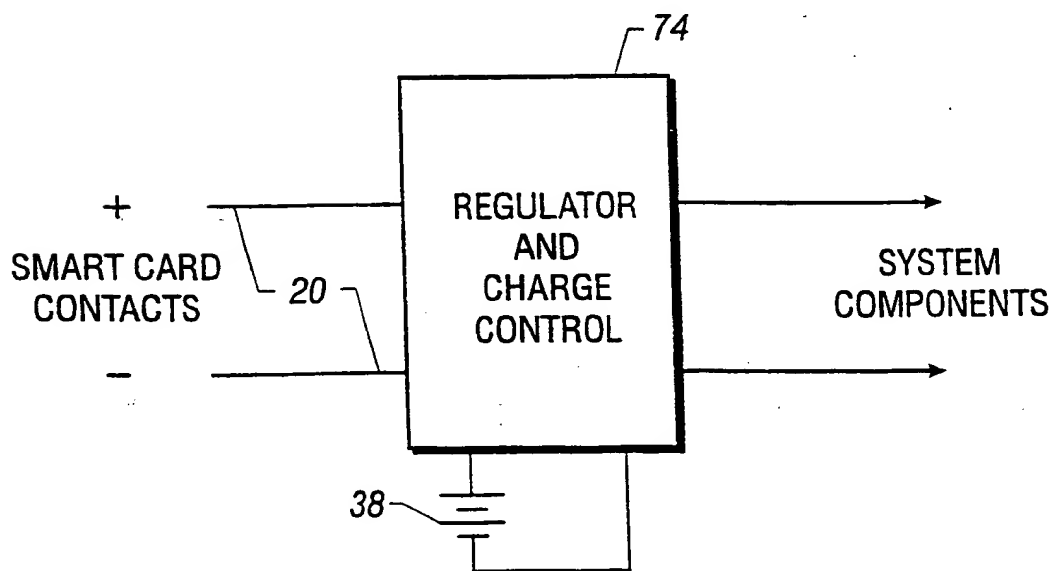 74
+
SMART CARD
CONTACTS
-
20
REGULATOR
AND
CHARGE
CONTROL
SYSTEM
COMPONENTS
38